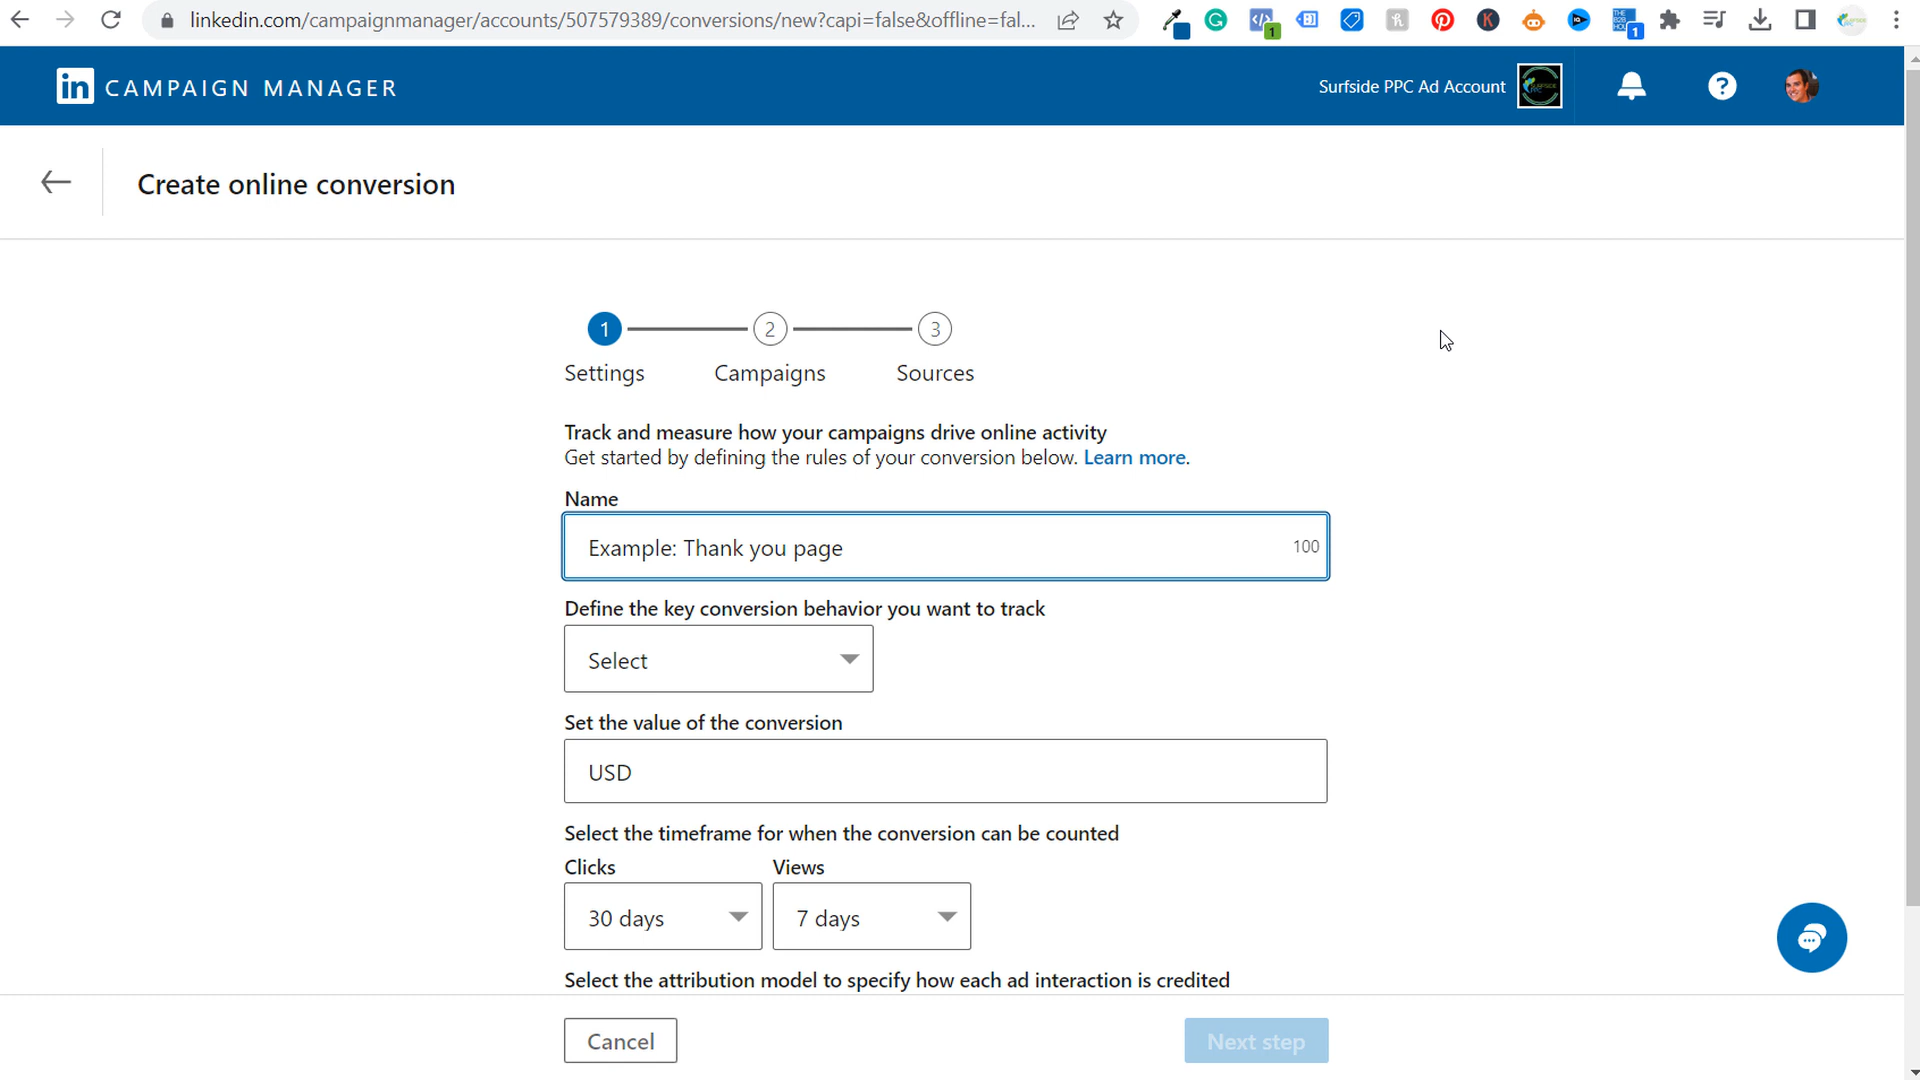 linkedin.com/campaignmanager/accounts/507579389/conversions/new?capi=false&offline=fal...
1
1
in CAMPAIGN MANAGER
Surfside PPC Ad Account
?
Create online conversion
1 2 3
Settings Campaigns Sources
Track and measure how your campaigns drive online activity
Get started by defining the rules of your conversion below. Learn more.
Name
Example: Thank you page 100
Define the key conversion behavior you want to track
Select
Set the value of the conversion
USD
Select the timeframe for when the conversion can be counted
Clicks Views
30 days 7 days
Select the attribution model to specify how each ad interaction is credited
Cancel Next step